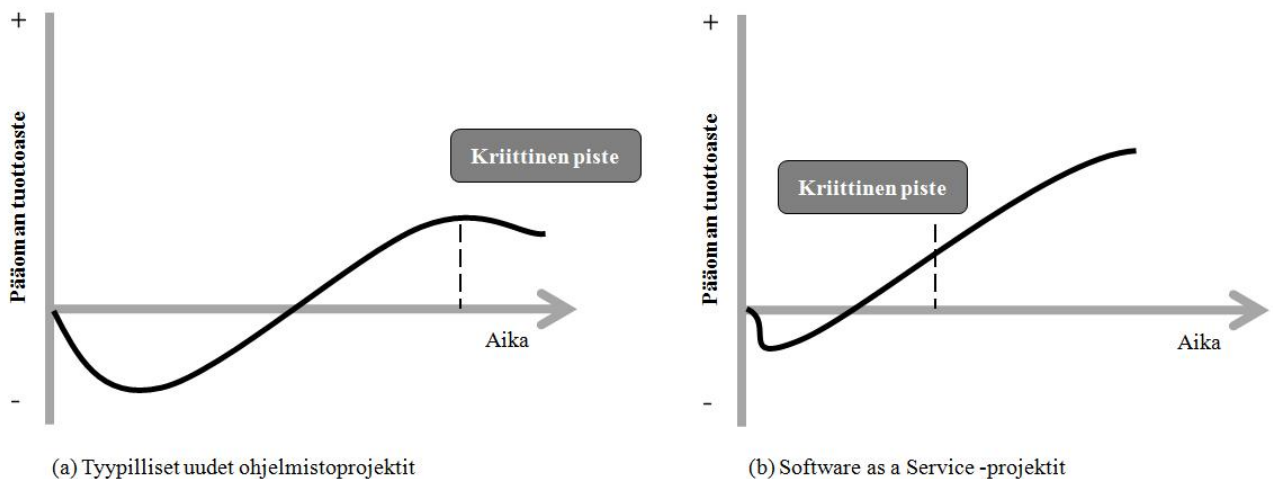 +
Pääoman tuottoaste
Kriittinen piste
Aika
-
(a) Tyypilliset uudet ohjelmistoprojektit
+
Pääoman tuottoaste
Kriittinen piste
Aika
-
(b) Software as a Service -projektit